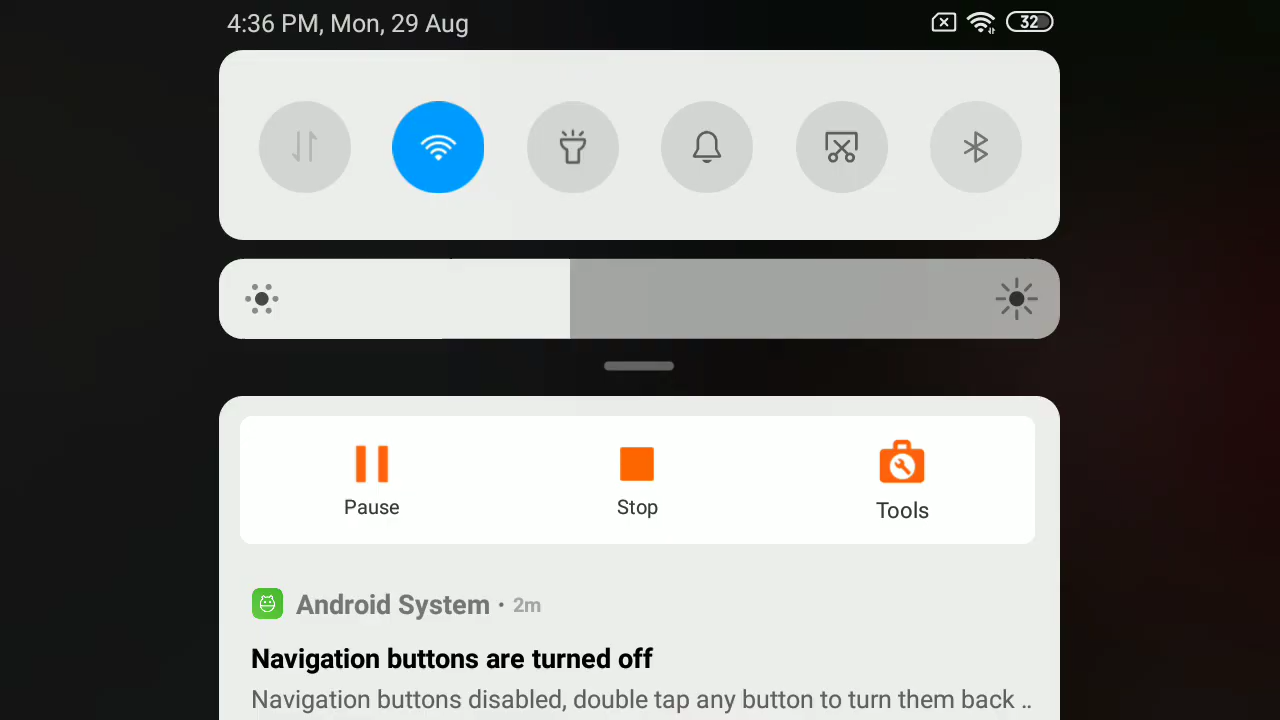 4:36 PM, Mon, 29 Aug
32
Pause
Stop
Tools
Android System · 2m
Navigation buttons are turned off
Navigation buttons disabled, double tap any button to turn them back ..